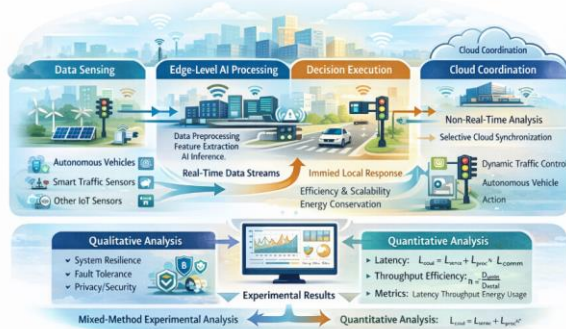 Cloud Coordination
Data Sensing
Edge-Level AI Processing
Decision Execution
Cloud Coordination
Data Preprocessing
Feature Extraction
AI Inference.
Non-Real-Time Analysis
Selective Cloud Synchronization
Autonomous Vehicles
Smart Traffic Sensors
Other IoT Sensors
Real-Time Data Streams
Immied Local Response
Efficiency & Scalability
Energy Conservation
Dynamic Traffic Control
Autonomous Vehicle
Action
Qualitative Analysis
System Resilience
Fault Tolerance
Privacy/Security
Experimental Results
Quantitative Analysis
Latency:
Throughput Efficiency:
Metrics: Latency Throughput Energy Usage
Mixed-Method Experimental Analysis
Quantitative Analysis: